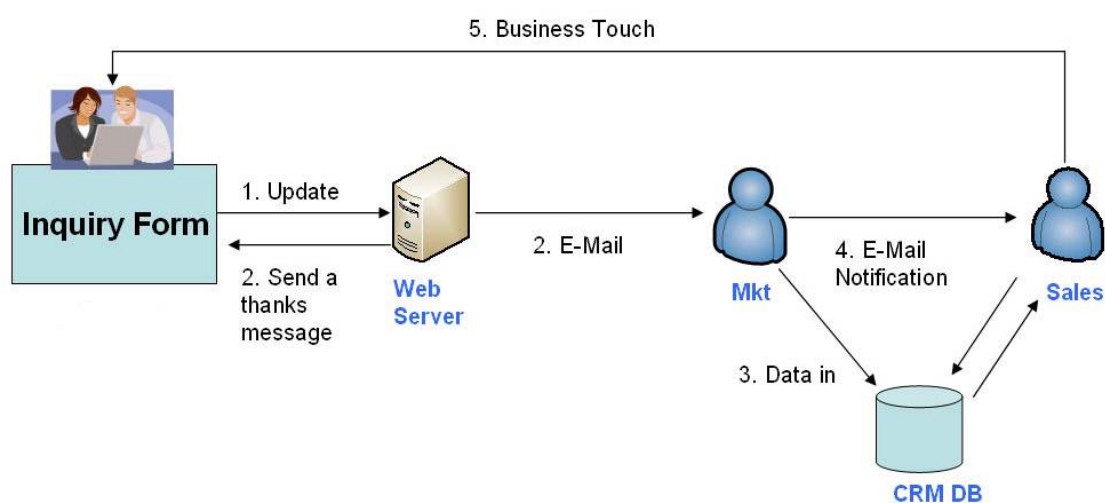 5. Business Touch
Inquiry Form
1. Update
2. Send a
thanks
message
Web
Server
2. E-Mail
Mkt
4. E-Mail
Notification
Sales
3. Data in
CRM DB